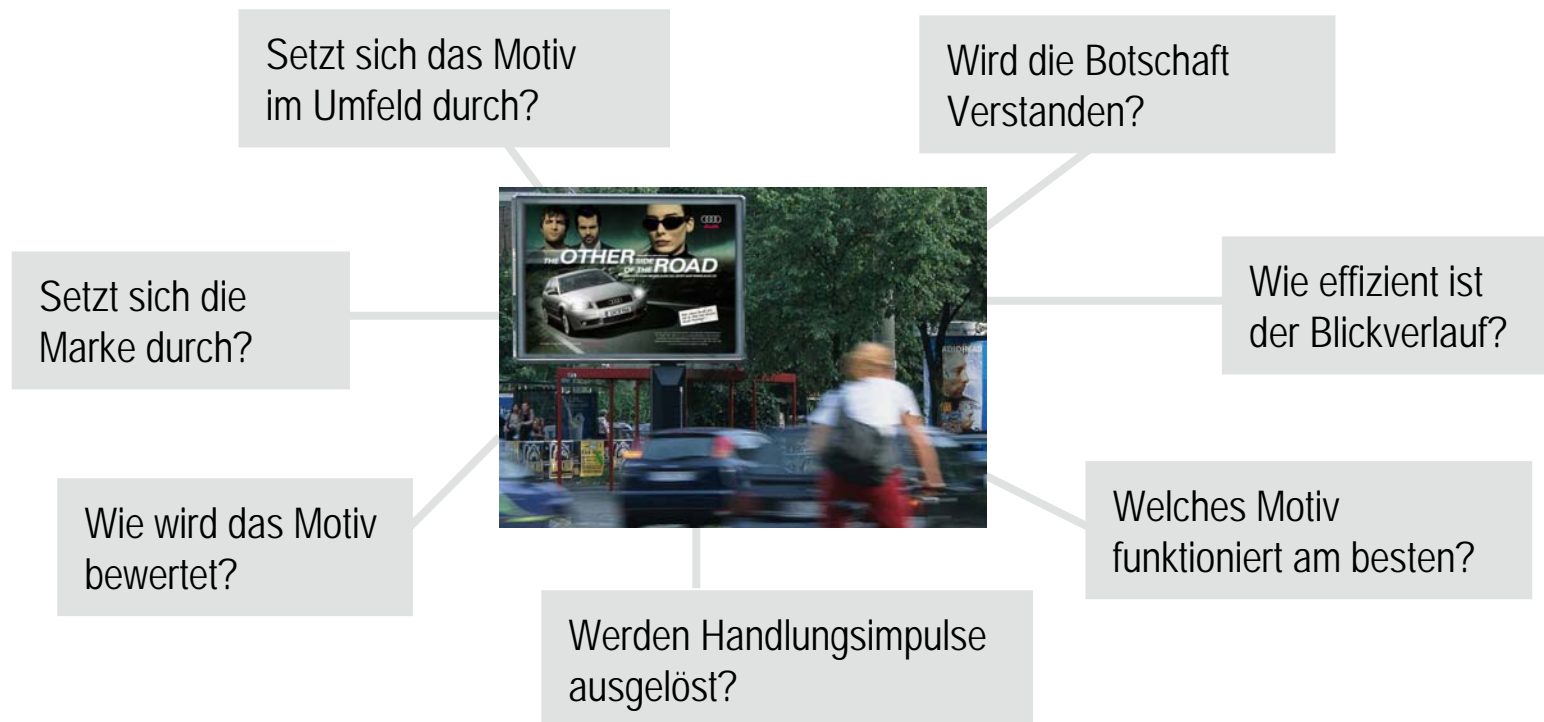 Setzt sich das Motiv
im Umfeld durch?
Wird die Botschaft
Verstanden?
Setzt sich die
Marke durch?
THE OTHER SIDE
OF THE ROAD
Audi
Wie effizient ist
der Blickverlauf?
Wie wird das Motiv
bewertet?
Welches Motiv
funktioniert am besten?
Werden Handlungsimpulse
ausgelöst?